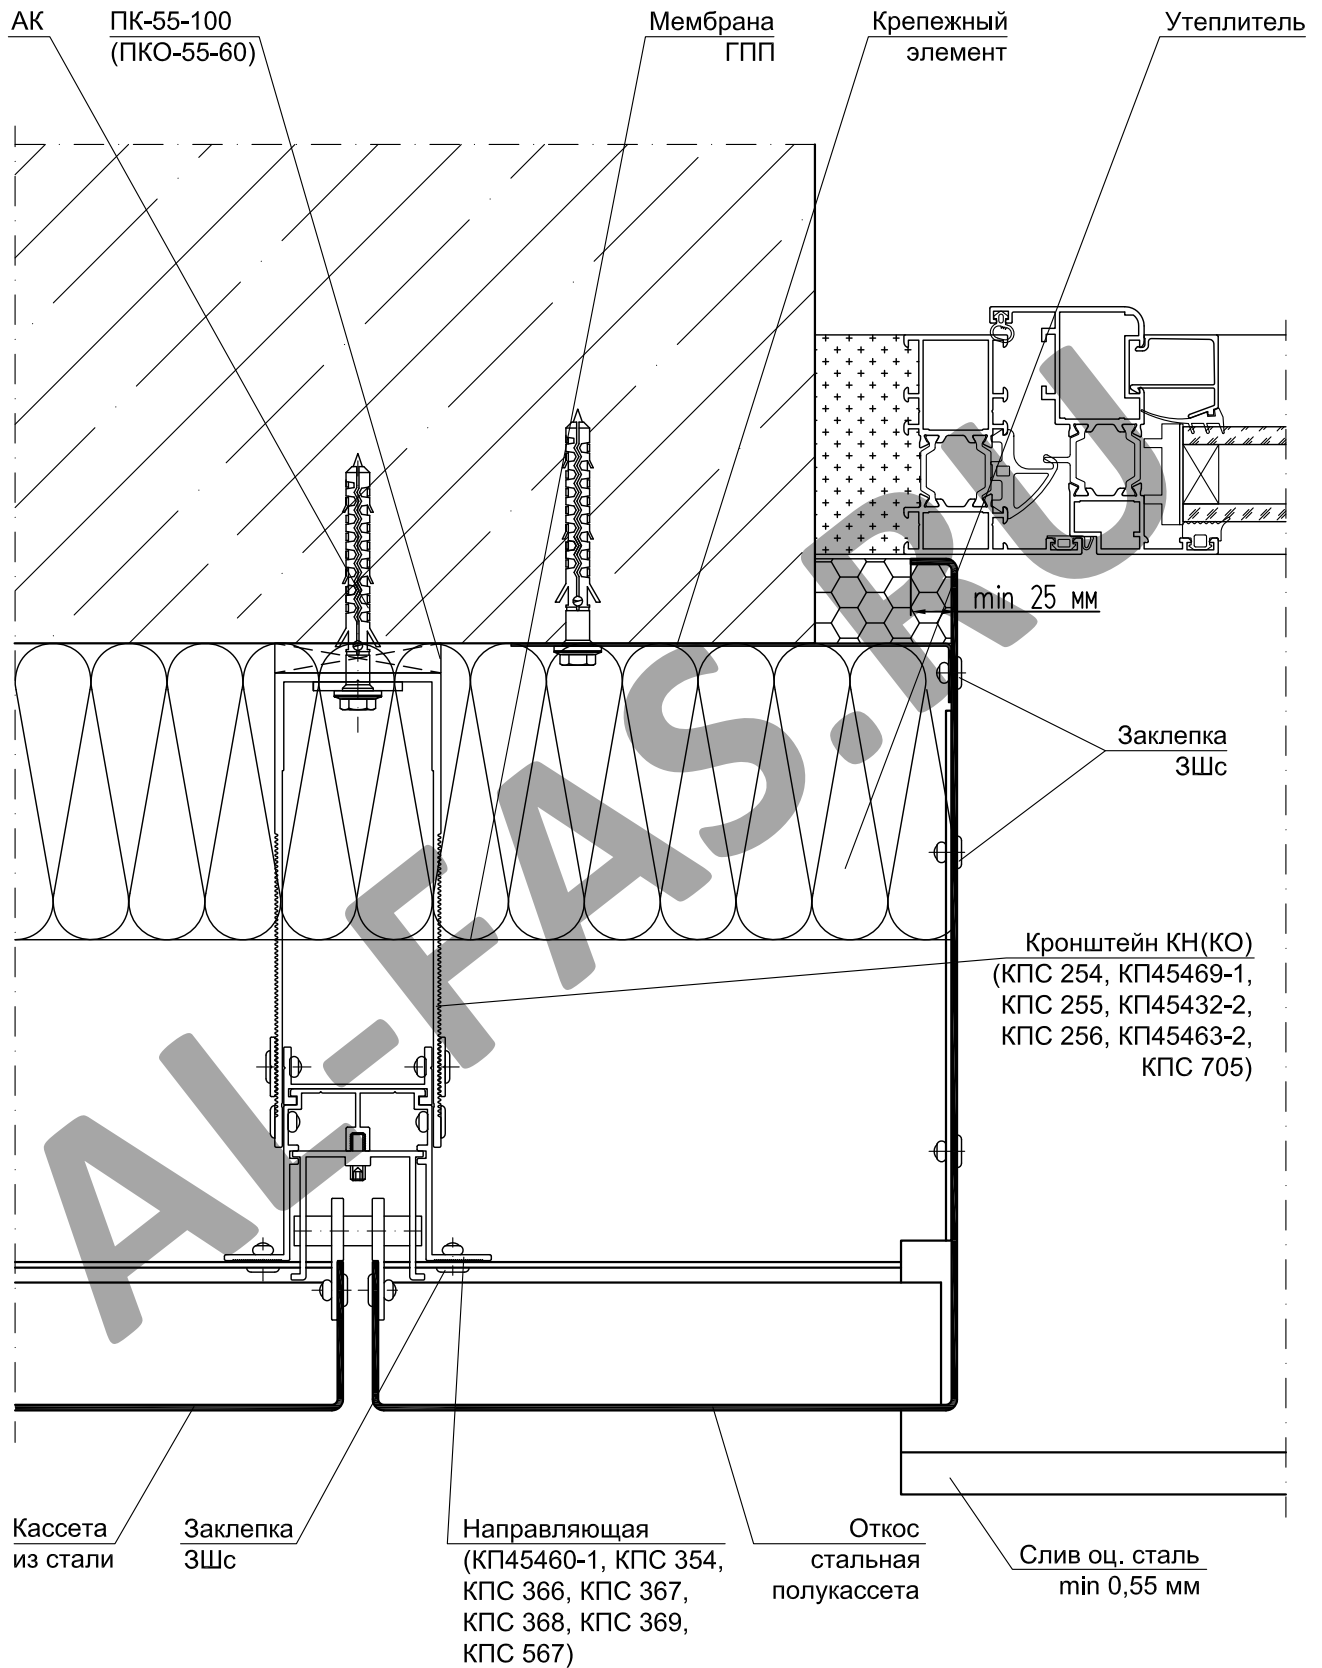 АК
ПК-55-100
(ПКО-55-60)
Мембрана
ГПП
Крепежный
элемент
Утеплитель
min 25 мм
Заклепка
ЗШс
Кронштейн КН(КО)
(КПС 254, КП45469-1,
КПС 255, КП45432-2,
КПС 256, КП45463-2,
КПС 705)
AL-FAS.RU
Кассета
из стали
Заклепка
ЗШс
Направляющая
(КП45460-1, КПС 354,
КПС 366, КПС 367,
КПС 368, КПС 369,
КПС 567)
Откос
стальная
полукассета
Слив оц. сталь
min 0,55 мм